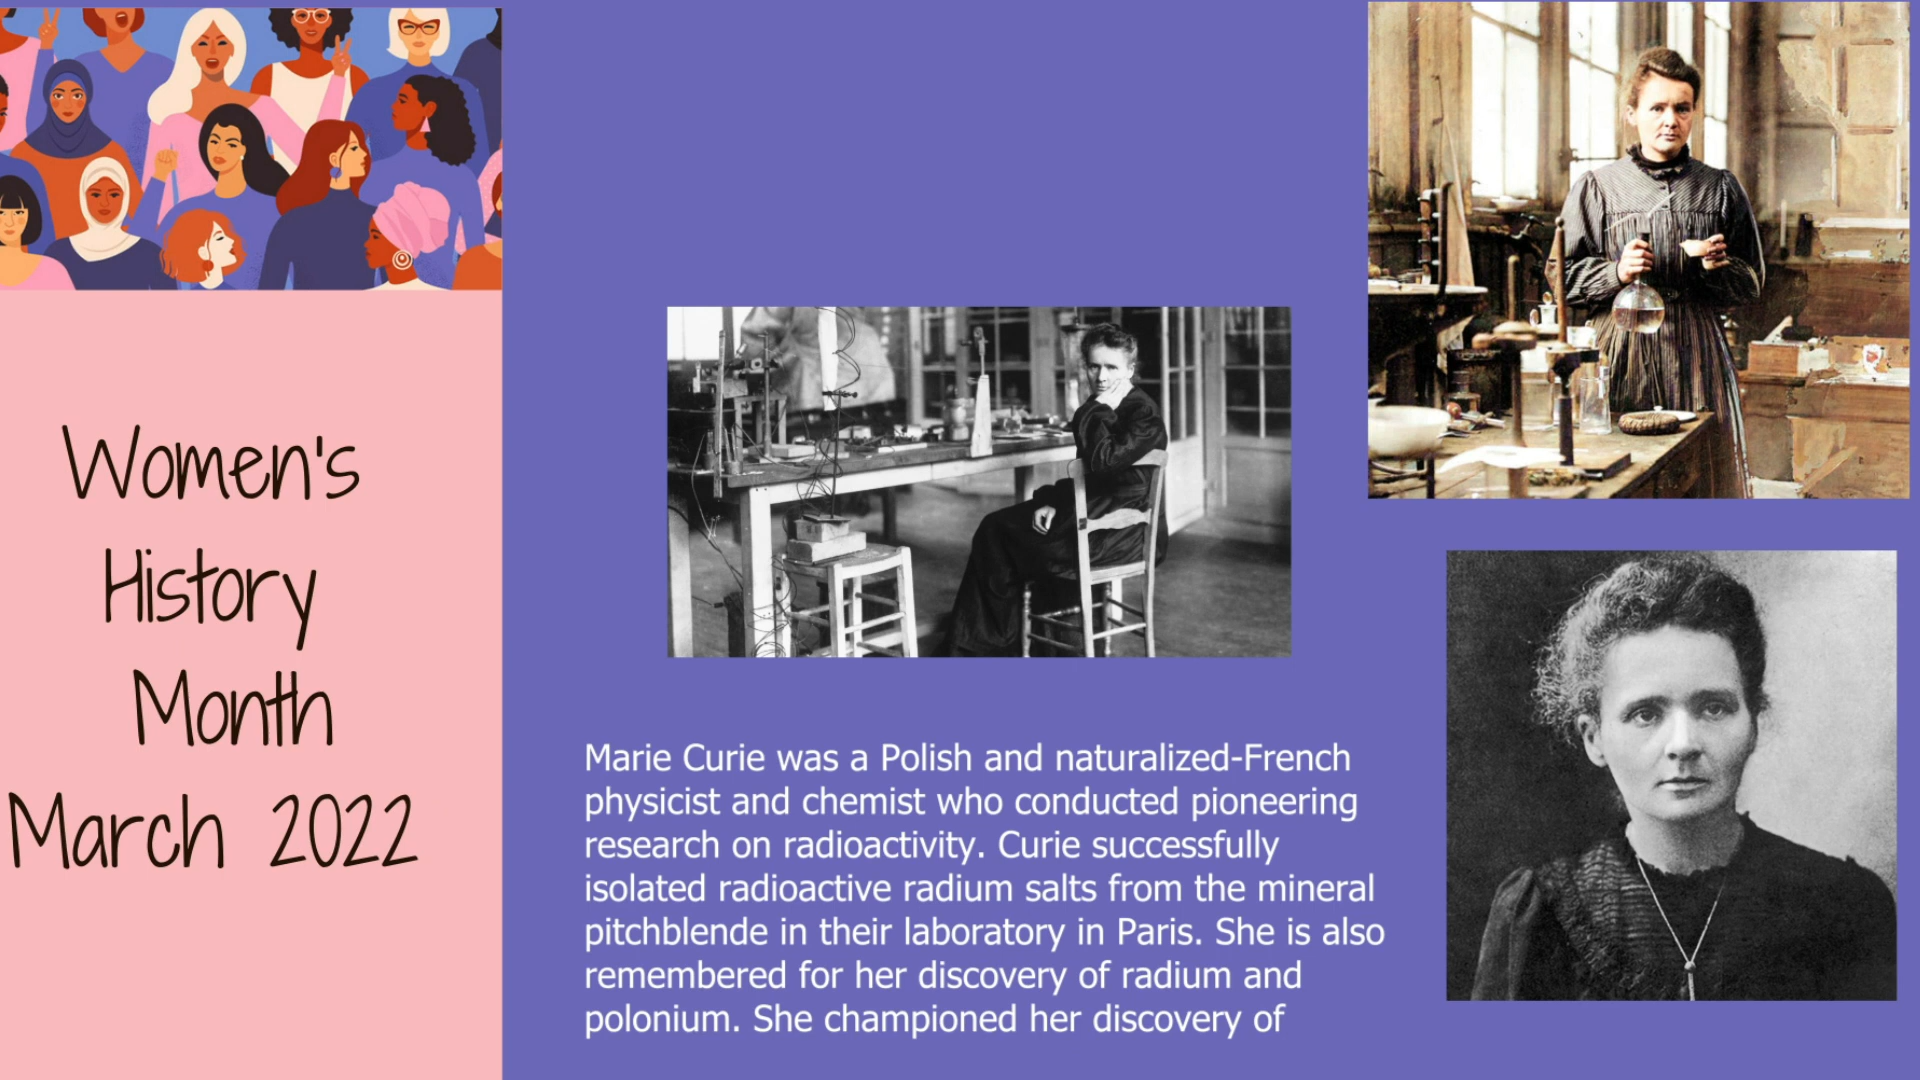 Women's
History
Month
March 2022
Marie Curie was a Polish and naturalized-French
physicist and chemist who conducted pioneering
research on radioactivity. Curie successfully
isolated radioactive radium salts from the mineral
pitchblende in their laboratory in Paris. She is also
remembered for her discovery of radium and
polonium. She championed her discovery of